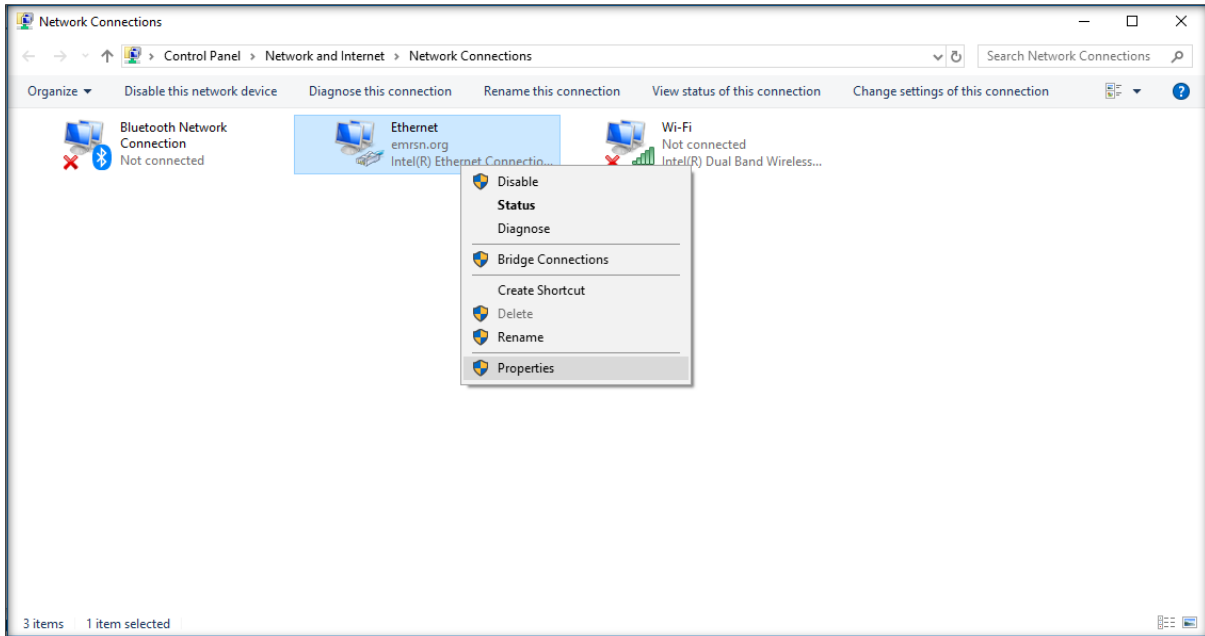 Network Connections
Control Panel > Network and Internet > Network Connections
Search Network Connections
Organize Disable this network device Diagnose this connection Rename this connection View status of this connection Change settings of this connection
Bluetooth Network
Connection
Not connected
Ethernet
emrsn.org
Intel(R) Ethernet Connectio...
Wi-Fi
Not connected
Intel(R) Dual Band Wireless...
Disable
Status
Diagnose
Bridge Connections
Create Shortcut
Delete
Rename
Properties
3 items 1 item selected